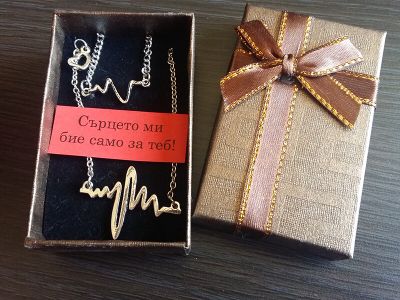 Сърцето ми
бие само за теб!